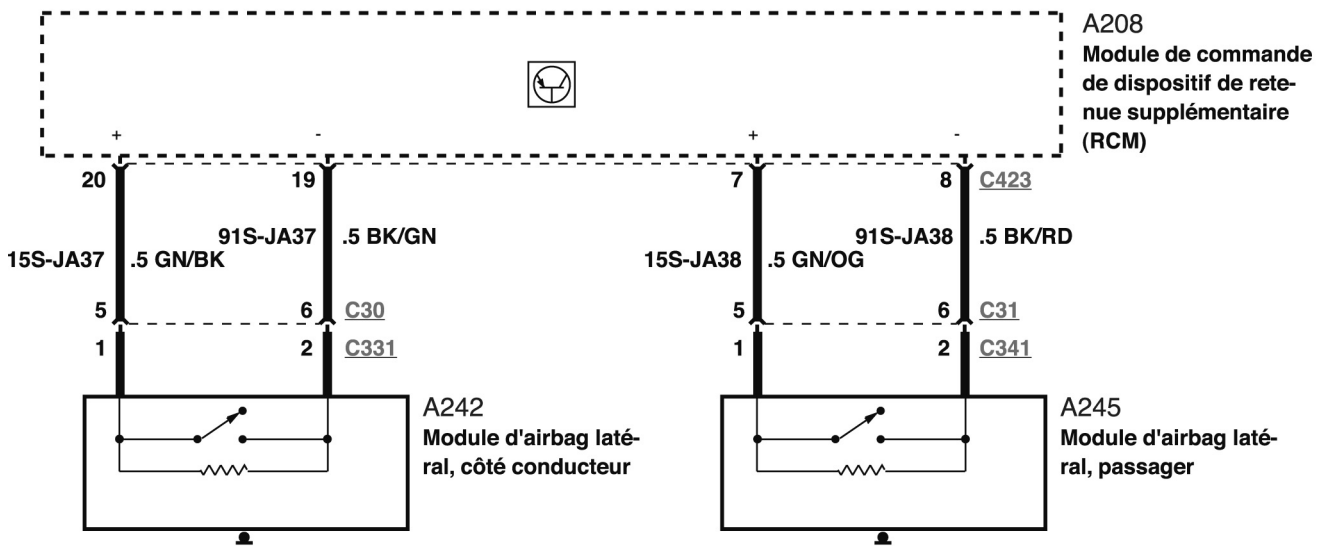 A208
Module de commande
de dispositif de rete-
nue supplémentaire
(RCM)
+ - + -
20 19 7 8 C423
91S-JA37 .5 BK/GN 91S-JA38 .5 BK/RD
15S-JA37 .5 GN/BK 15S-JA38 .5 GN/OG
5 6 C30 5 6 C31
1 2 C331 1 2 C341
A242
Module d'airbag laté-
ral, côté conducteur
A245
Module d'airbag laté-
ral, passager